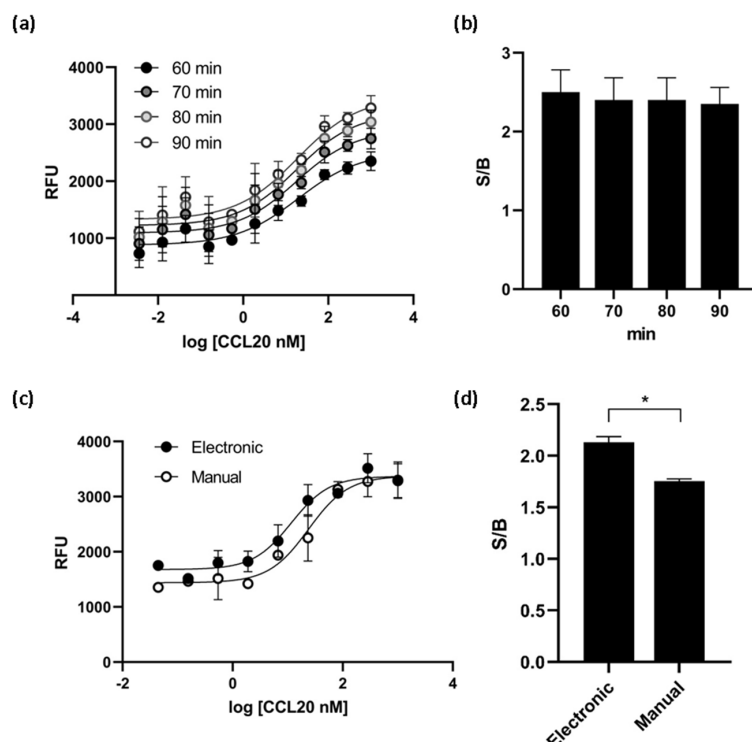 (a)
4000
3000
2000
1000
RFU
60 min
70 min
80 min
90 min
-4
-2
0
2
4
log [CCL20 nM]
(b)
3
2
1
0
S/B
60
70
80
90
min
(c)
4000
3000
2000
1000
0
RFU
Electronic
Manual
-2
0
2
4
log [CCL20 nM]
(d)
2.5
2.0
1.5
1.0
0.5
0.0
S/B
*
Electronic
Manual